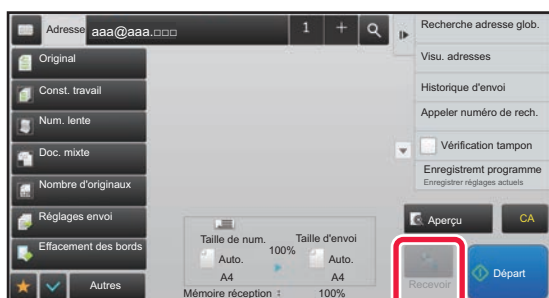 Adresse aaa@aaa.□□□ 1 +
Original
Const. travail
Num. lente
Doc. mixte
Nombre d'originaux
Réglages envoi
Effacement des bords
Autres
Taille de num. 100% Taille d'envoi
Auto. Auto.
A4 A4
Mémoire réception : 100%
Recherche adresse glob.
Visu. adresses
Historique d'envoi
Appeler numéro de rech.
Vérification tampon
Enregistremt programme
Enregistrer réglages actuels
Aperçu CA
Recevoir Départ